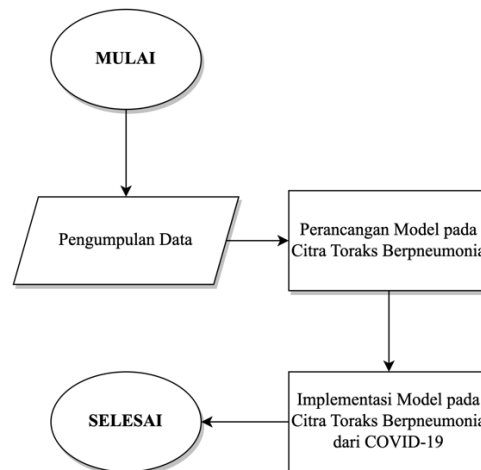 MULAI
Pengumpulan Data
Perancangan Model pada
Citra Toraks Berpneumonia
Implementasi Model pada
Citra Toraks Berpneumonia
dari COVID-19
SELESAI